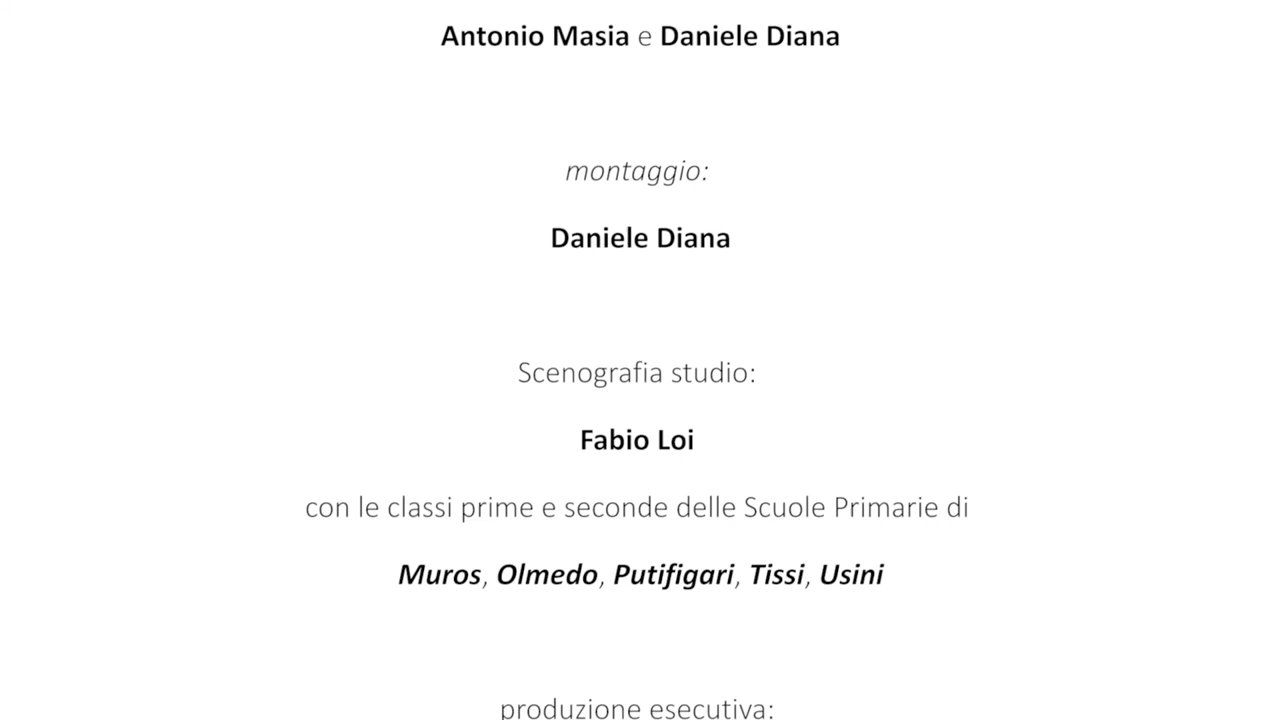 Antonio Masia e Daniele Diana
montaggio:
Daniele Diana
Scenografia studio:
Fabio Loi
con le classi prime e seconde delle Scuole Primarie di
Muros, Olmedo, Putifigari, Tissi, Usini
produzione esecutiva: